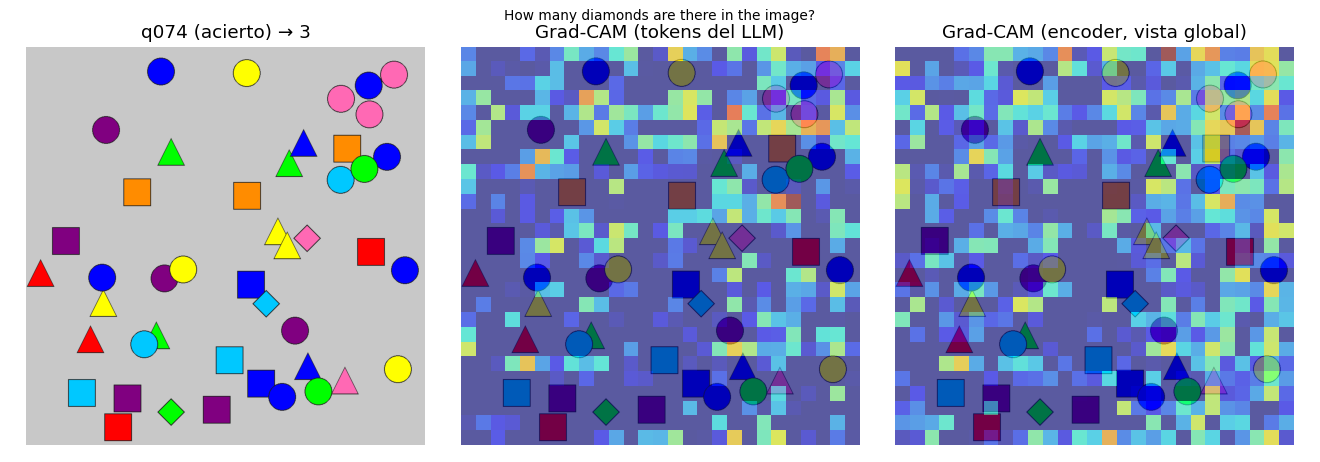 How many diamonds are there in the image?
q074 (acierto) → 3
Grad-CAM (tokens del LLM)
Grad-CAM (encoder, vista global)